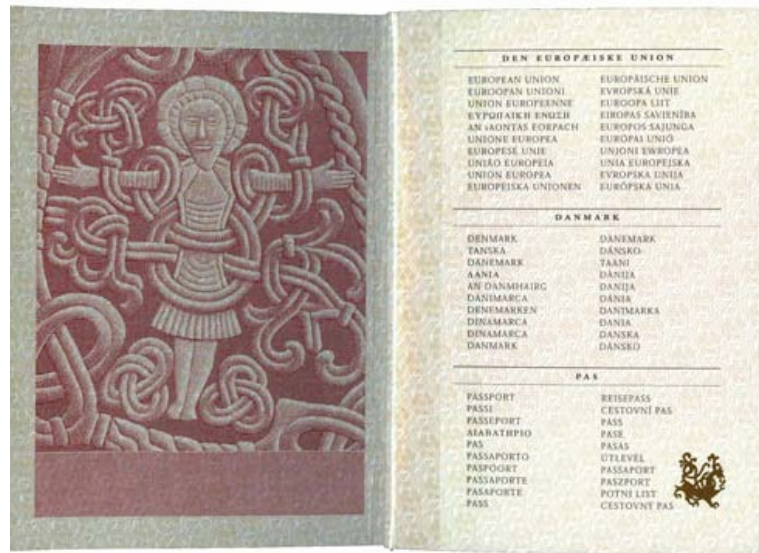 DEN EUROPÆISKE UNION
EUROPEAN UNION EUROPÄISCHE UNION
EUROOPAN UNIONI EVROPSKÁ UNIE
UNION EUROPEENNE EUROOPA LIIT
ΕΥΡΩΠΑΙΚΗ ΕΝΩΣΗ EIROPAS SAVIENĪBA
AN tAONTAS EORPACH EUROPOS SAJUNGA
UNIONE EUROPEA EURÓPAI UNIÓ
EUROPESE UNIE UNJONI EWROPEA
UNIÃO EUROPEIA UNIA EUROPEJSKA
UNION EUROPEA EVROPSKA UNIJA
EUROPEISKA UNIONEN EURÓPSKA ÚNIA
DANMARK
DENMARK DÄNEMARK
TANSKA DÁNSKO
DANEMARK TAANI
ΔΑΝΙΑ DĀNIJA
AN DANMHAIRG DANIJA
DANIMARCA DÁNIA
DENEMARKEN DANIMARKA
DINAMARCA DANIA
DINAMARCA DANSKA
DANMARK DÁNSKO
PAS
PASSPORT REISEPASS
PASSI CESTOVNÍ PAS
PASSEPORT PASS
ΔΙΑΒΑΤΗΡΙΟ PASE
PAS PASAS
PASSAPORTO ÚTLEVÉL
PASPOORT PASSAPORT
PASSAPORTE PASZPORT
PASAPORTE POTNI LIST
PASS CESTOVNÝ PAS